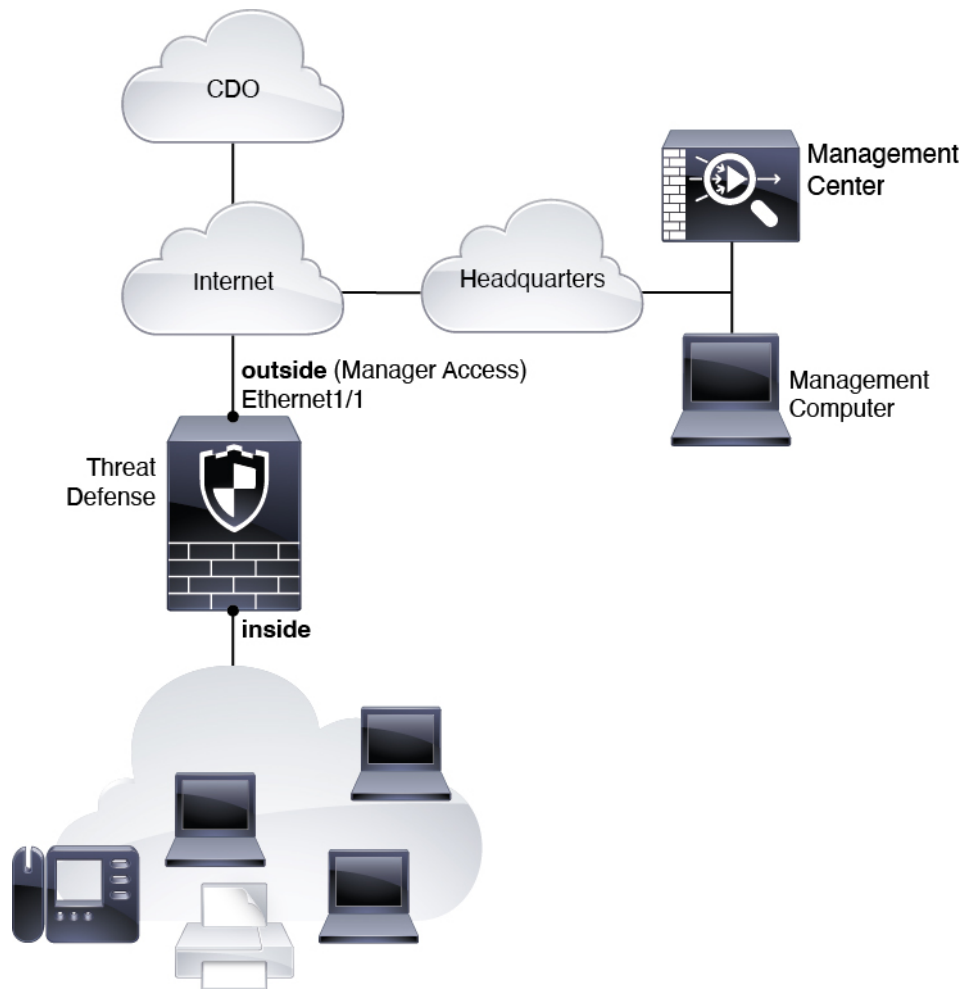 CDO
Management
Center
Internet
Headquarters
outside (Manager Access)
Ethernet1/1
Management
Computer
Threat
Defense
inside